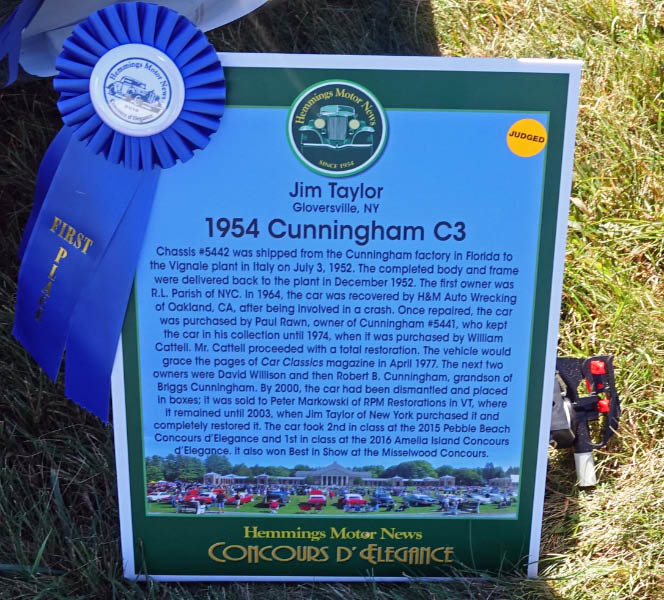 Hemmings Motor News
Concours d'Elegance
FIRST
PLACE
Hemmings Motor News
SINCE 1954
JUDGED
Jim Taylor
Gloversville, NY
1954 Cunningham C3
Chassis #5442 was shipped from the Cunningham factory in Florida to
the Vignale plant in Italy on July 3, 1952. The completed body and frame
were delivered back to the plant in December 1952. The first owner was
R.L. Parish of NYC. In 1964, the car was recovered by H&M Auto Wrecking
of Oakland, CA, after being involved in a crash. Once repaired, the car
was purchased by Paul Rawn, owner of Cunningham #5441, who kept
the car in his collection until 1974, when it was purchased by William
Cattell. Mr. Cattell proceeded with a total restoration. The vehicle would
grace the pages of Car Classics magazine in April 1977. The next two
owners were David Willison and then Robert B. Cunningham, grandson of
Briggs Cunningham. By 2000, the car had been dismantled and placed
in boxes; it was sold to Peter Markowski of RPM Restorations in VT, where
it remained until 2003, when Jim Taylor of New York purchased it and
completely restored it. The car took 2nd in class at the 2015 Pebble Beach
Concours d'Elegance and 1st in class at the 2016 Amelia Island Concours
d'Elegance. It also won Best in Show at the Misselwood Concours.
Hemmings Motor News
CONCOURS D'ELEGANCE